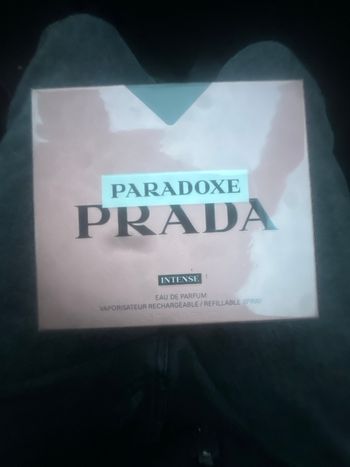 PARADOXE
PRADA
INTENSE
EAU DE PARFUM
VAPORISATEUR RECHARGEABLE / REFILLABLE SPRAY